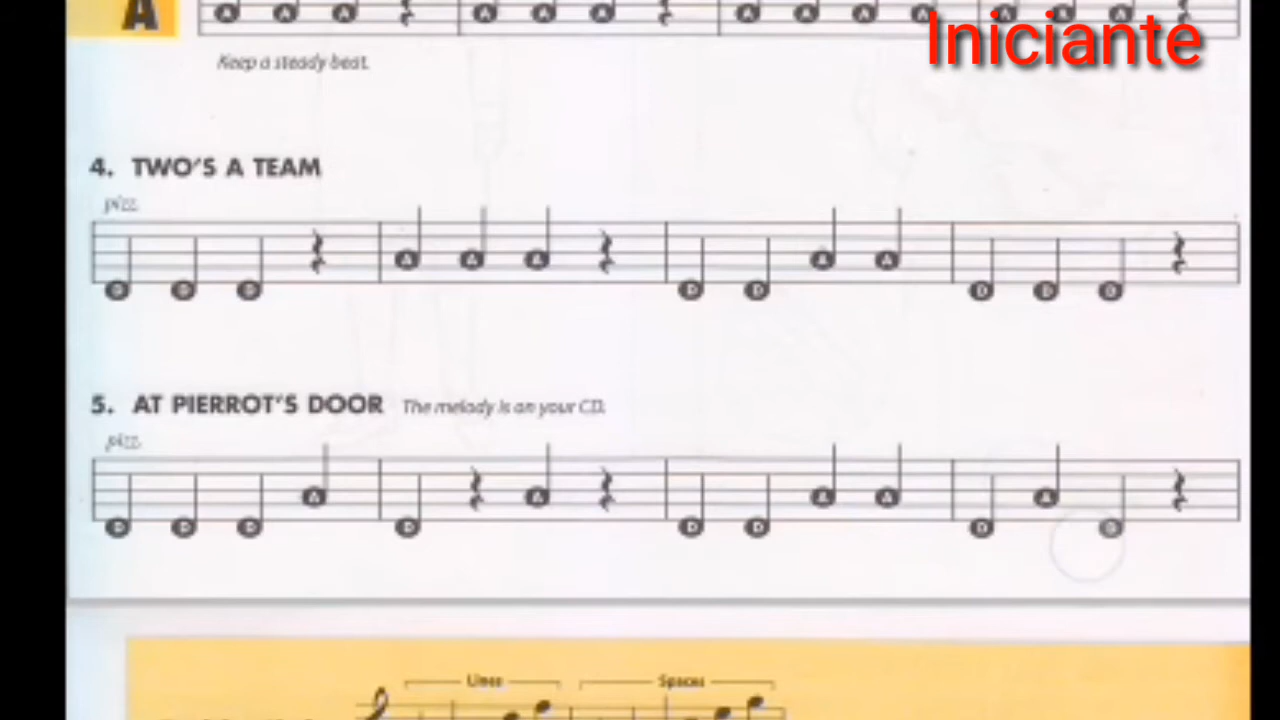 A
A A A A A A A A A A A A A
Iniciante
Keep a steady beat.
4. TWO'S A TEAM
pizz.
D D D A A A D D A A D D D
5. AT PIERROT'S DOOR The melody is on your CD.
pizz.
D D D A D A D D A A D A D
Lines Spaces